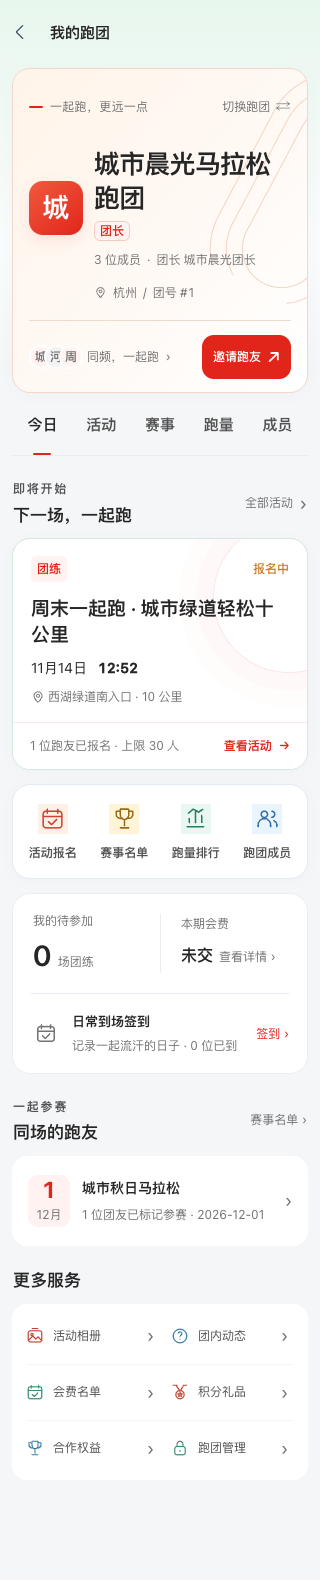 我的跑团
一起跑，更远一点
切换跑团
城
城市晨光马拉松
跑团
团长
3 位成员 · 团长 城市晨光团长
杭州 / 团号 #1
城 河 周 同频，一起跑 ›
邀请跑友
今日 活动 赛事 跑量 成员
即将开始
下一场，一起跑
全部活动 ›
团练
报名中
周末一起跑 · 城市绿道轻松十
公里
11月14日 12:52
西湖绿道南入口 · 10 公里
1 位跑友已报名 · 上限 30 人
查看活动 →
活动报名 赛事名单 跑量排行 跑团成员
我的待参加
0 场团练
本期会费
未交 查看详情 ›
日常到场签到
记录一起流汗的日子 · 0 位已到
签到 ›
一起参赛
同场的跑友
赛事名单 ›
1
12月
城市秋日马拉松
1 位团友已标记参赛 · 2026-12-01
›
更多服务
活动相册 › 团内动态 ›
会费名单 › 积分礼品 ›
合作权益 › 跑团管理 ›